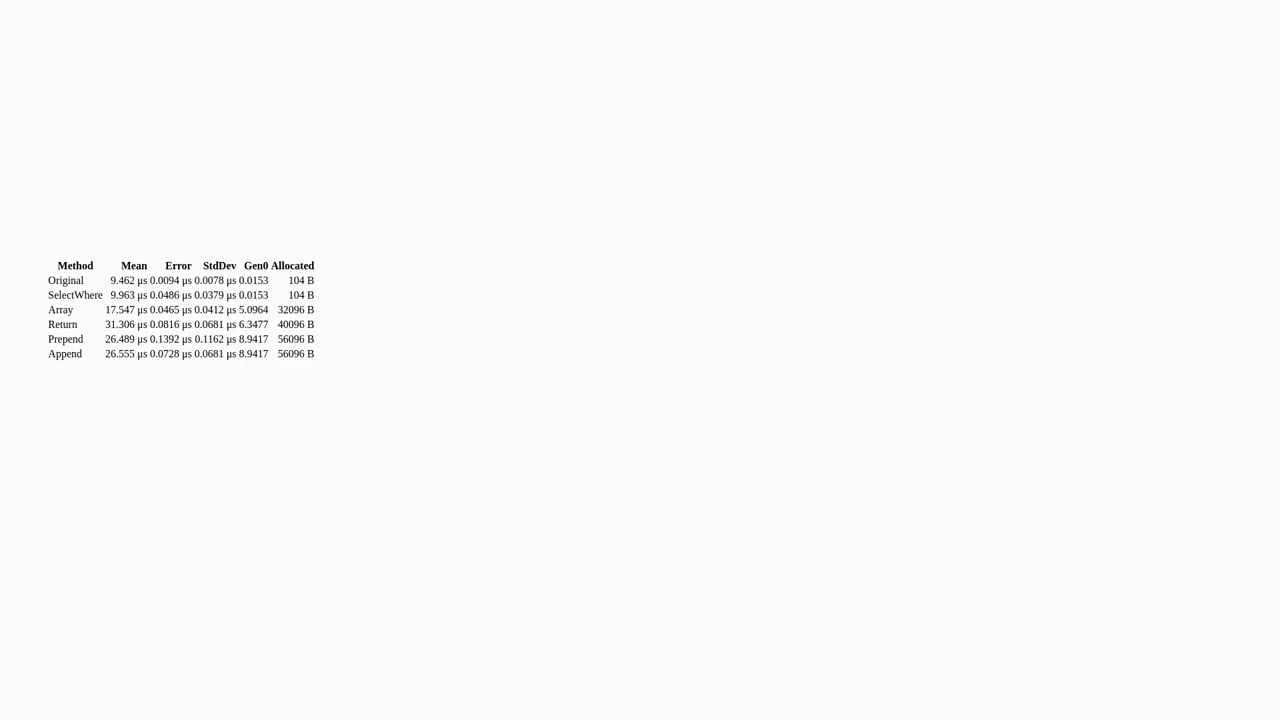 Method Mean Error StdDev Gen0 Allocated
Original 9.462 μs 0.0094 μs 0.0078 μs 0.0153 104 B
SelectWhere 9.963 μs 0.0486 μs 0.0379 μs 0.0153 104 B
Array 17.547 μs 0.0465 μs 0.0412 μs 5.0964 32096 B
Return 31.306 μs 0.0816 μs 0.0681 μs 6.3477 40096 B
Prepend 26.489 μs 0.1392 μs 0.1162 μs 8.9417 56096 B
Append 26.555 μs 0.0728 μs 0.0681 μs 8.9417 56096 B